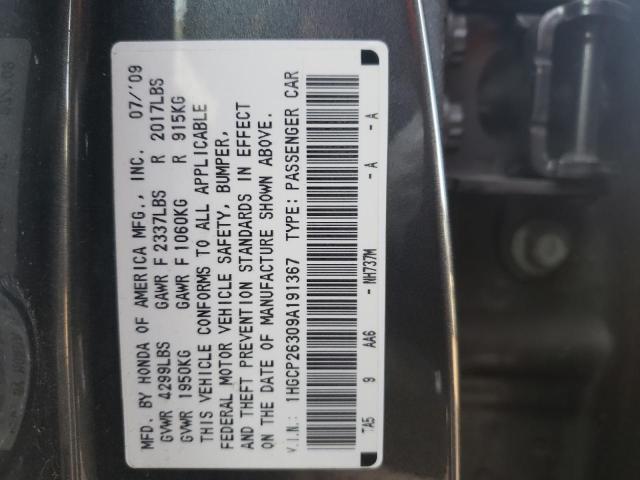 MFD. BY HONDA OF AMERICA MFG., INC. 07/'09
GVWR 4299LBS GAWR F 2337LBS R 2017LBS
GVWR 1950KG GAWR F 1060KG R 915KG
THIS VEHICLE CONFORMS TO ALL APPLICABLE
FEDERAL MOTOR VEHICLE SAFETY, BUMPER,
AND THEFT PREVENTION STANDARDS IN EFFECT
ON THE DATE OF MANUFACTURE SHOWN ABOVE.
V.I.N.: 1HGCP26309A191367 TYPE: PASSENGER CAR
TA5 9 AA6 - NH737M - A - A